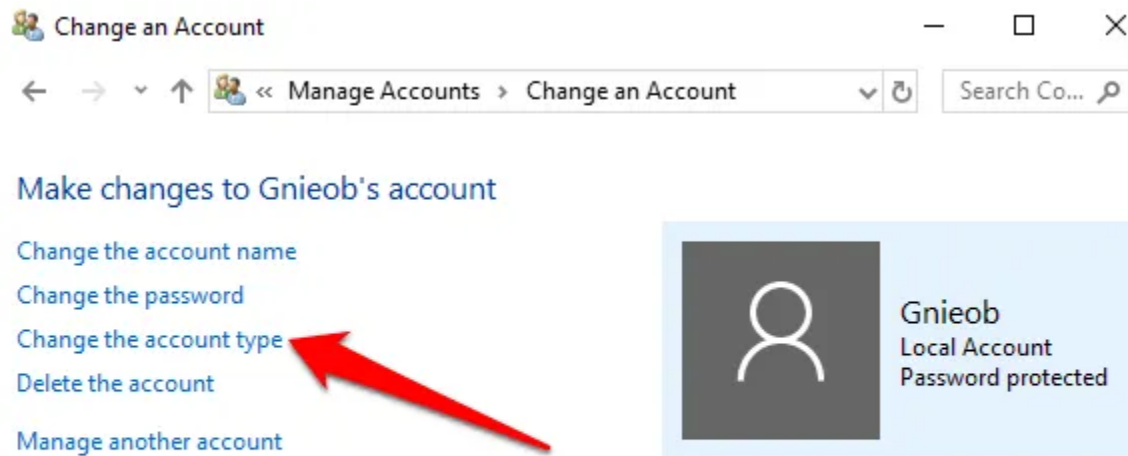 Change an Account
« Manage Accounts › Change an Account
Search Co...
Make changes to Gnieob's account
Change the account name
Change the password
Change the account type
Delete the account
Manage another account
Gnieob
Local Account
Password protected